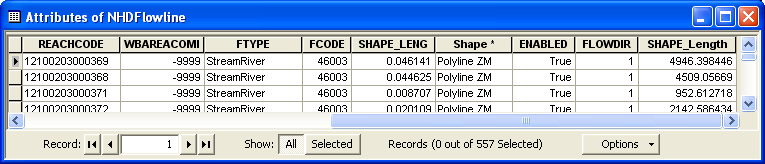 Attributes of NHDFlowline
REACHCODE WBAREACOMI FTYPE FCODE SHAPE_LENG Shape * ENABLED FLOWDIR SHAPE_Length
12100203000369 -9999 StreamRiver 46003 0.046141 Polyline ZM True 1 4946.398446
12100203000368 -9999 StreamRiver 46003 0.044625 Polyline ZM True 1 4509.05669
12100203000371 -9999 StreamRiver 46003 0.008707 Polyline ZM True 1 952.612718
12100203000372 -9999 StreamRiver 46003 0.020109 Polyline ZM True 1 2142.586434
Record: 1 Show: All Selected Records (0 out of 557 Selected) Options